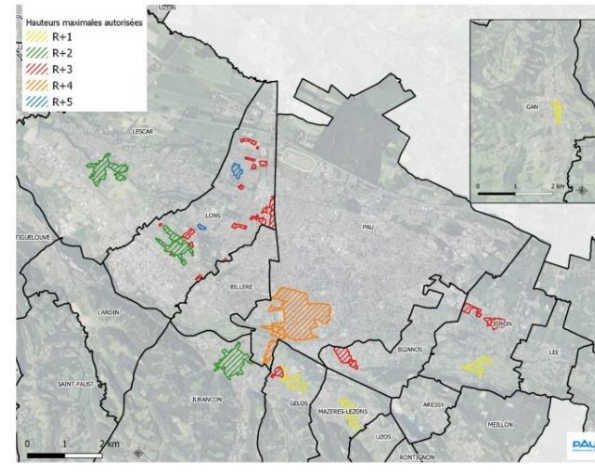 UZEIN
Hauteurs maximales autorisées
R+1
R+2
R+3
R+4
R+5
GAN
0 1 2 km
LESCAR
LONS
PAU
BILLERE
LAROIN
IDRON
BIZANOS
LEE
SAINT-FAUST
JURANCON
GELOS
MAZERES-LEZONS
ARESSY
UZOS
MEILLON
RONTIGNON
0 1 2 km
PAU